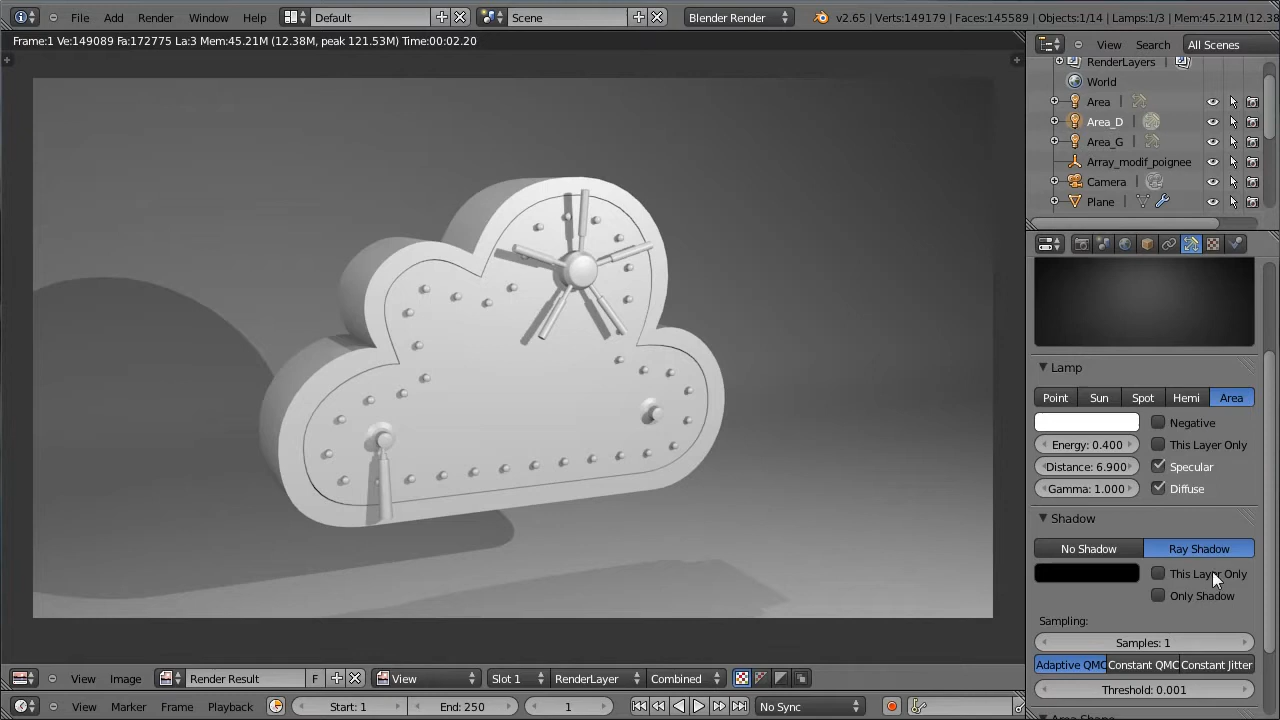 File Add Render Window Help Default Scene Blender Render v2.65 | Verts:149179 | Faces:145589 | Objects:1/14 | Lamps:1/3 | Mem:45.21M (12.38
Frame:1 Ve:149089 Fa:172775 La:3 Mem:45.21M (12.38M, peak 121.53M) Time:00:02.20
View Search All Scenes
RenderLayers
World
Area
Area_D
Area_G
Array_modif_poignee
Camera
Plane
Lamp
Point Sun Spot Hemi Area
Negative
Energy: 0.400 This Layer Only
Distance: 6.900 Specular
Gamma: 1.000 Diffuse
Shadow
No Shadow Ray Shadow
This Layer Only
Only Shadow
Sampling:
Samples: 1
Adaptive QMC Constant QMC Constant Jitter
Threshold: 0.001
View Image Render Result F View Slot 1 RenderLayer Combined
View Marker Frame Playback Start: 1 End: 250 1 No Sync